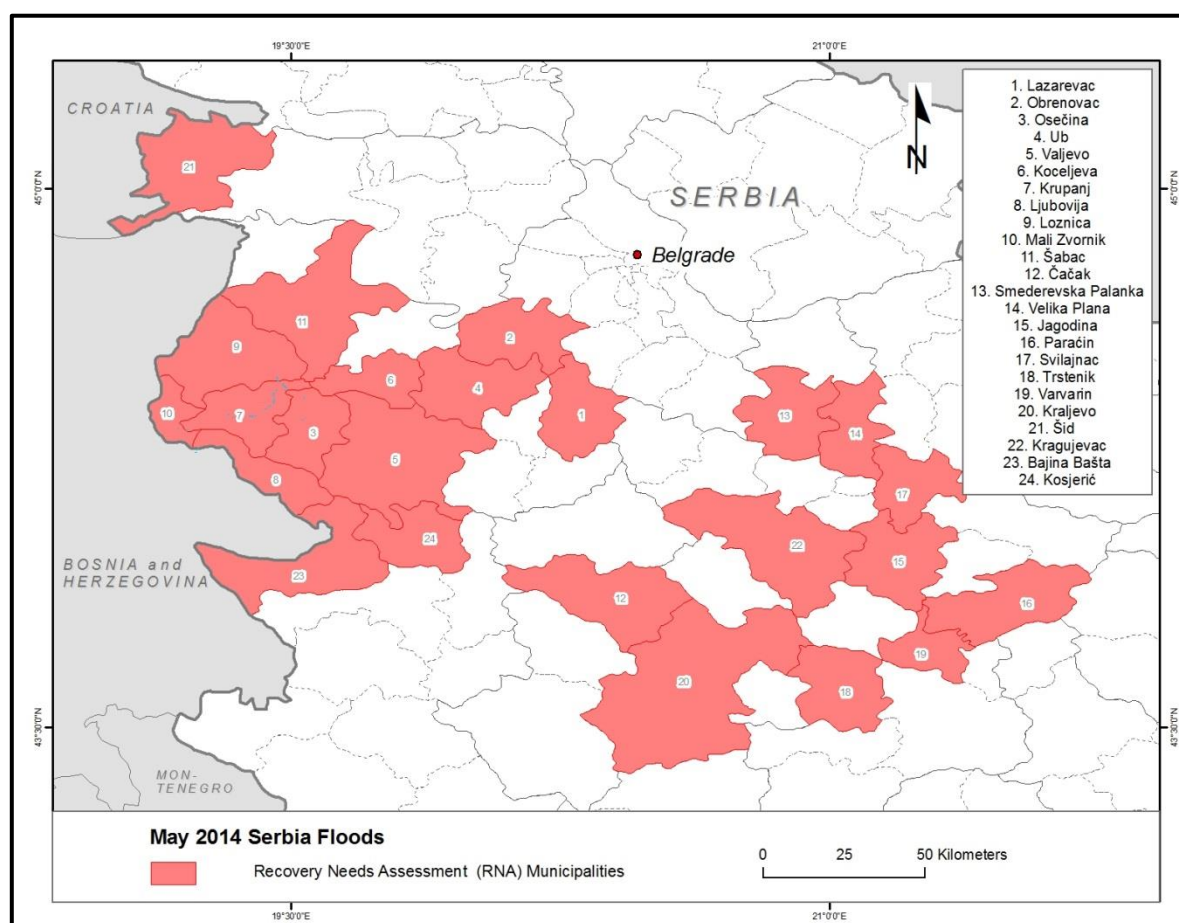 19°30'0"E
21°0'0"E
CROATIA
SERBIA
Belgrade
N
45°0'0"N
45°0'0"N
1. Lazarevac
2. Obrenovac
3. Osečina
4. Ub
5. Valjevo
6. Koceljeva
7. Krupanj
8. Ljubovija
9. Loznica
10. Mali Zvornik
11. Šabac
12. Čačak
13. Smederevska Palanka
14. Velika Plana
15. Jagodina
16. Paraćin
17. Svilajnac
18. Trstenik
19. Varvarin
20. Kraljevo
21. Šid
22. Kragujevac
23. Bajina Bašta
24. Kosjerić
21
11
2
9
6
4
10
7
3
1
13
14
5
8
17
24
22
15
23
12
16
19
20
18
BOSNIA and
HERZEGOVINA
43°30'0"N
43°30'0"N
MON-
TENEGRO
May 2014 Serbia Floods
Recovery Needs Assessment (RNA) Municipalities
0 25 50 Kilometers
19°30'0"E
21°0'0"E